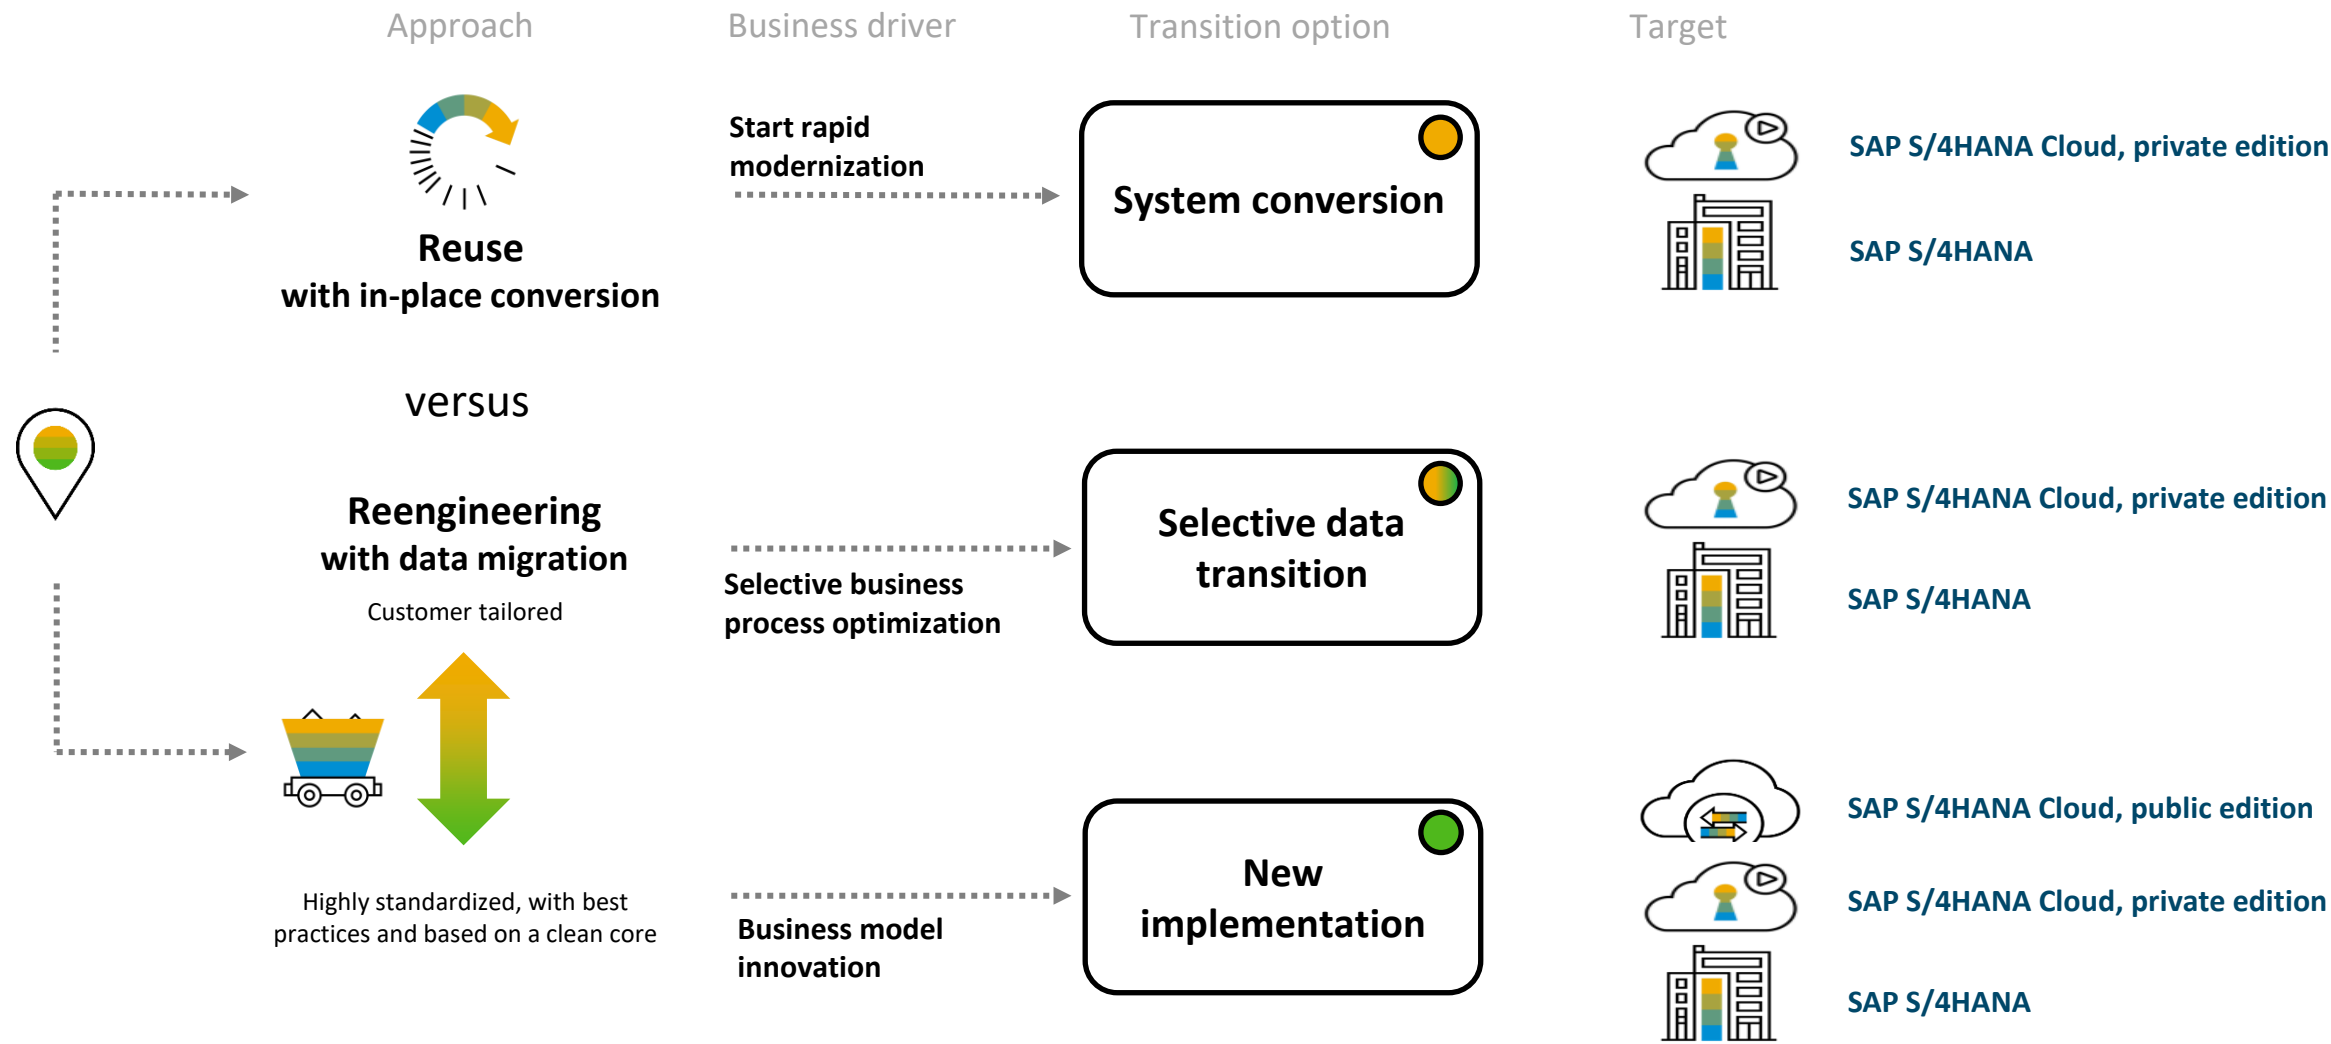 Approach
Business driver
Transition option
Target
Start rapid
modernization
System conversion
SAP S/4HANA Cloud, private edition
SAP S/4HANA
Reuse
with in-place conversion
versus
Reengineering
with data migration
Customer tailored
Selective business
process optimization
Selective data
transition
SAP S/4HANA Cloud, private edition
SAP S/4HANA
Highly standardized, with best
practices and based on a clean core
Business model
innovation
New
implementation
SAP S/4HANA Cloud, public edition
SAP S/4HANA Cloud, private edition
SAP S/4HANA